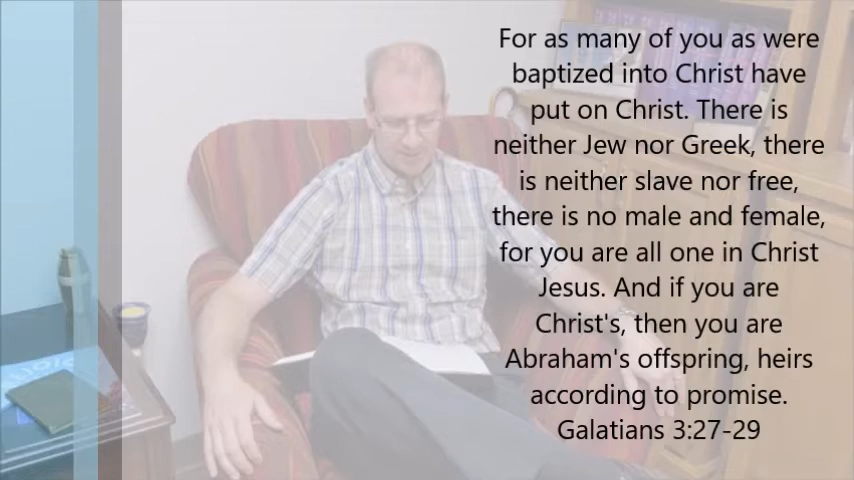 For as many of you as were
baptized into Christ have
put on Christ. There is
neither Jew nor Greek, there
is neither slave nor free,
there is no male and female,
for you are all one in Christ
Jesus. And if you are
Christ's, then you are
Abraham's offspring, heirs
according to promise.
Galatians 3:27-29